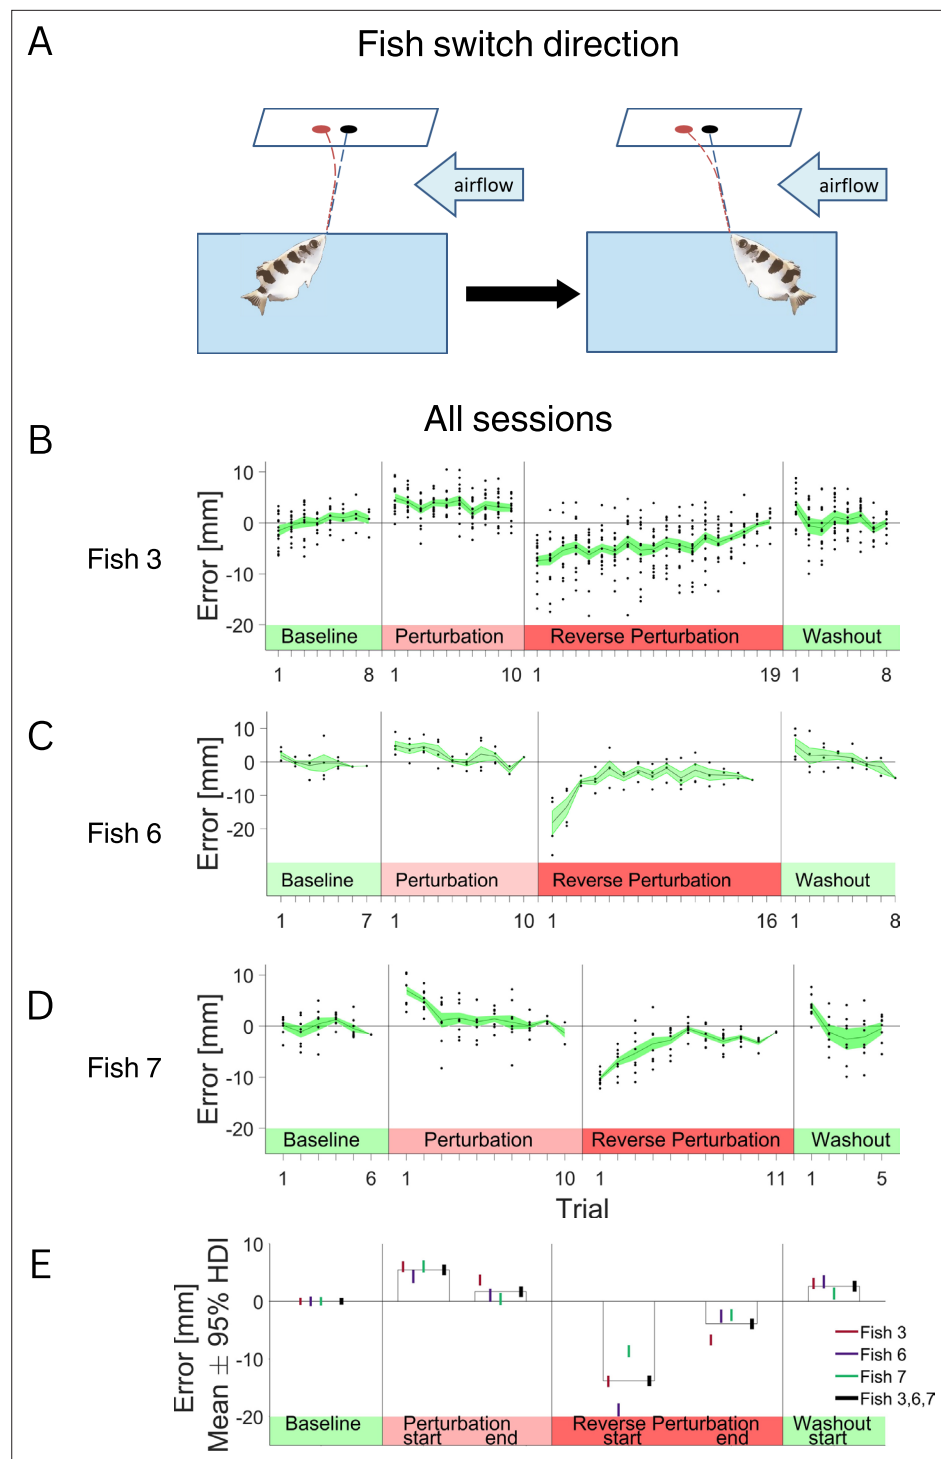 A
Fish switch direction
airflow
airflow
All sessions
B
Fish 3
Error [mm]
10
0
-10
-20
Baseline
Perturbation
Reverse Perturbation
Washout
1
8
1
10
1
19
1
8
C
Fish 6
Error [mm]
10
0
-10
-20
Baseline
Perturbation
Reverse Perturbation
Washout
1
7
1
10
1
16
1
8
D
Fish 7
Error [mm]
10
0
-10
-20
Baseline
Perturbation
Reverse Perturbation
Washout
1
6
1
10
1
11
1
5
Trial
E
Error [mm]
Mean ± 95% HDI
10
0
-10
-20
Fish 3
Fish 6
Fish 7
Fish 3,6,7
Baseline
Perturbation
start
end
Reverse Perturbation
start
end
Washout
start